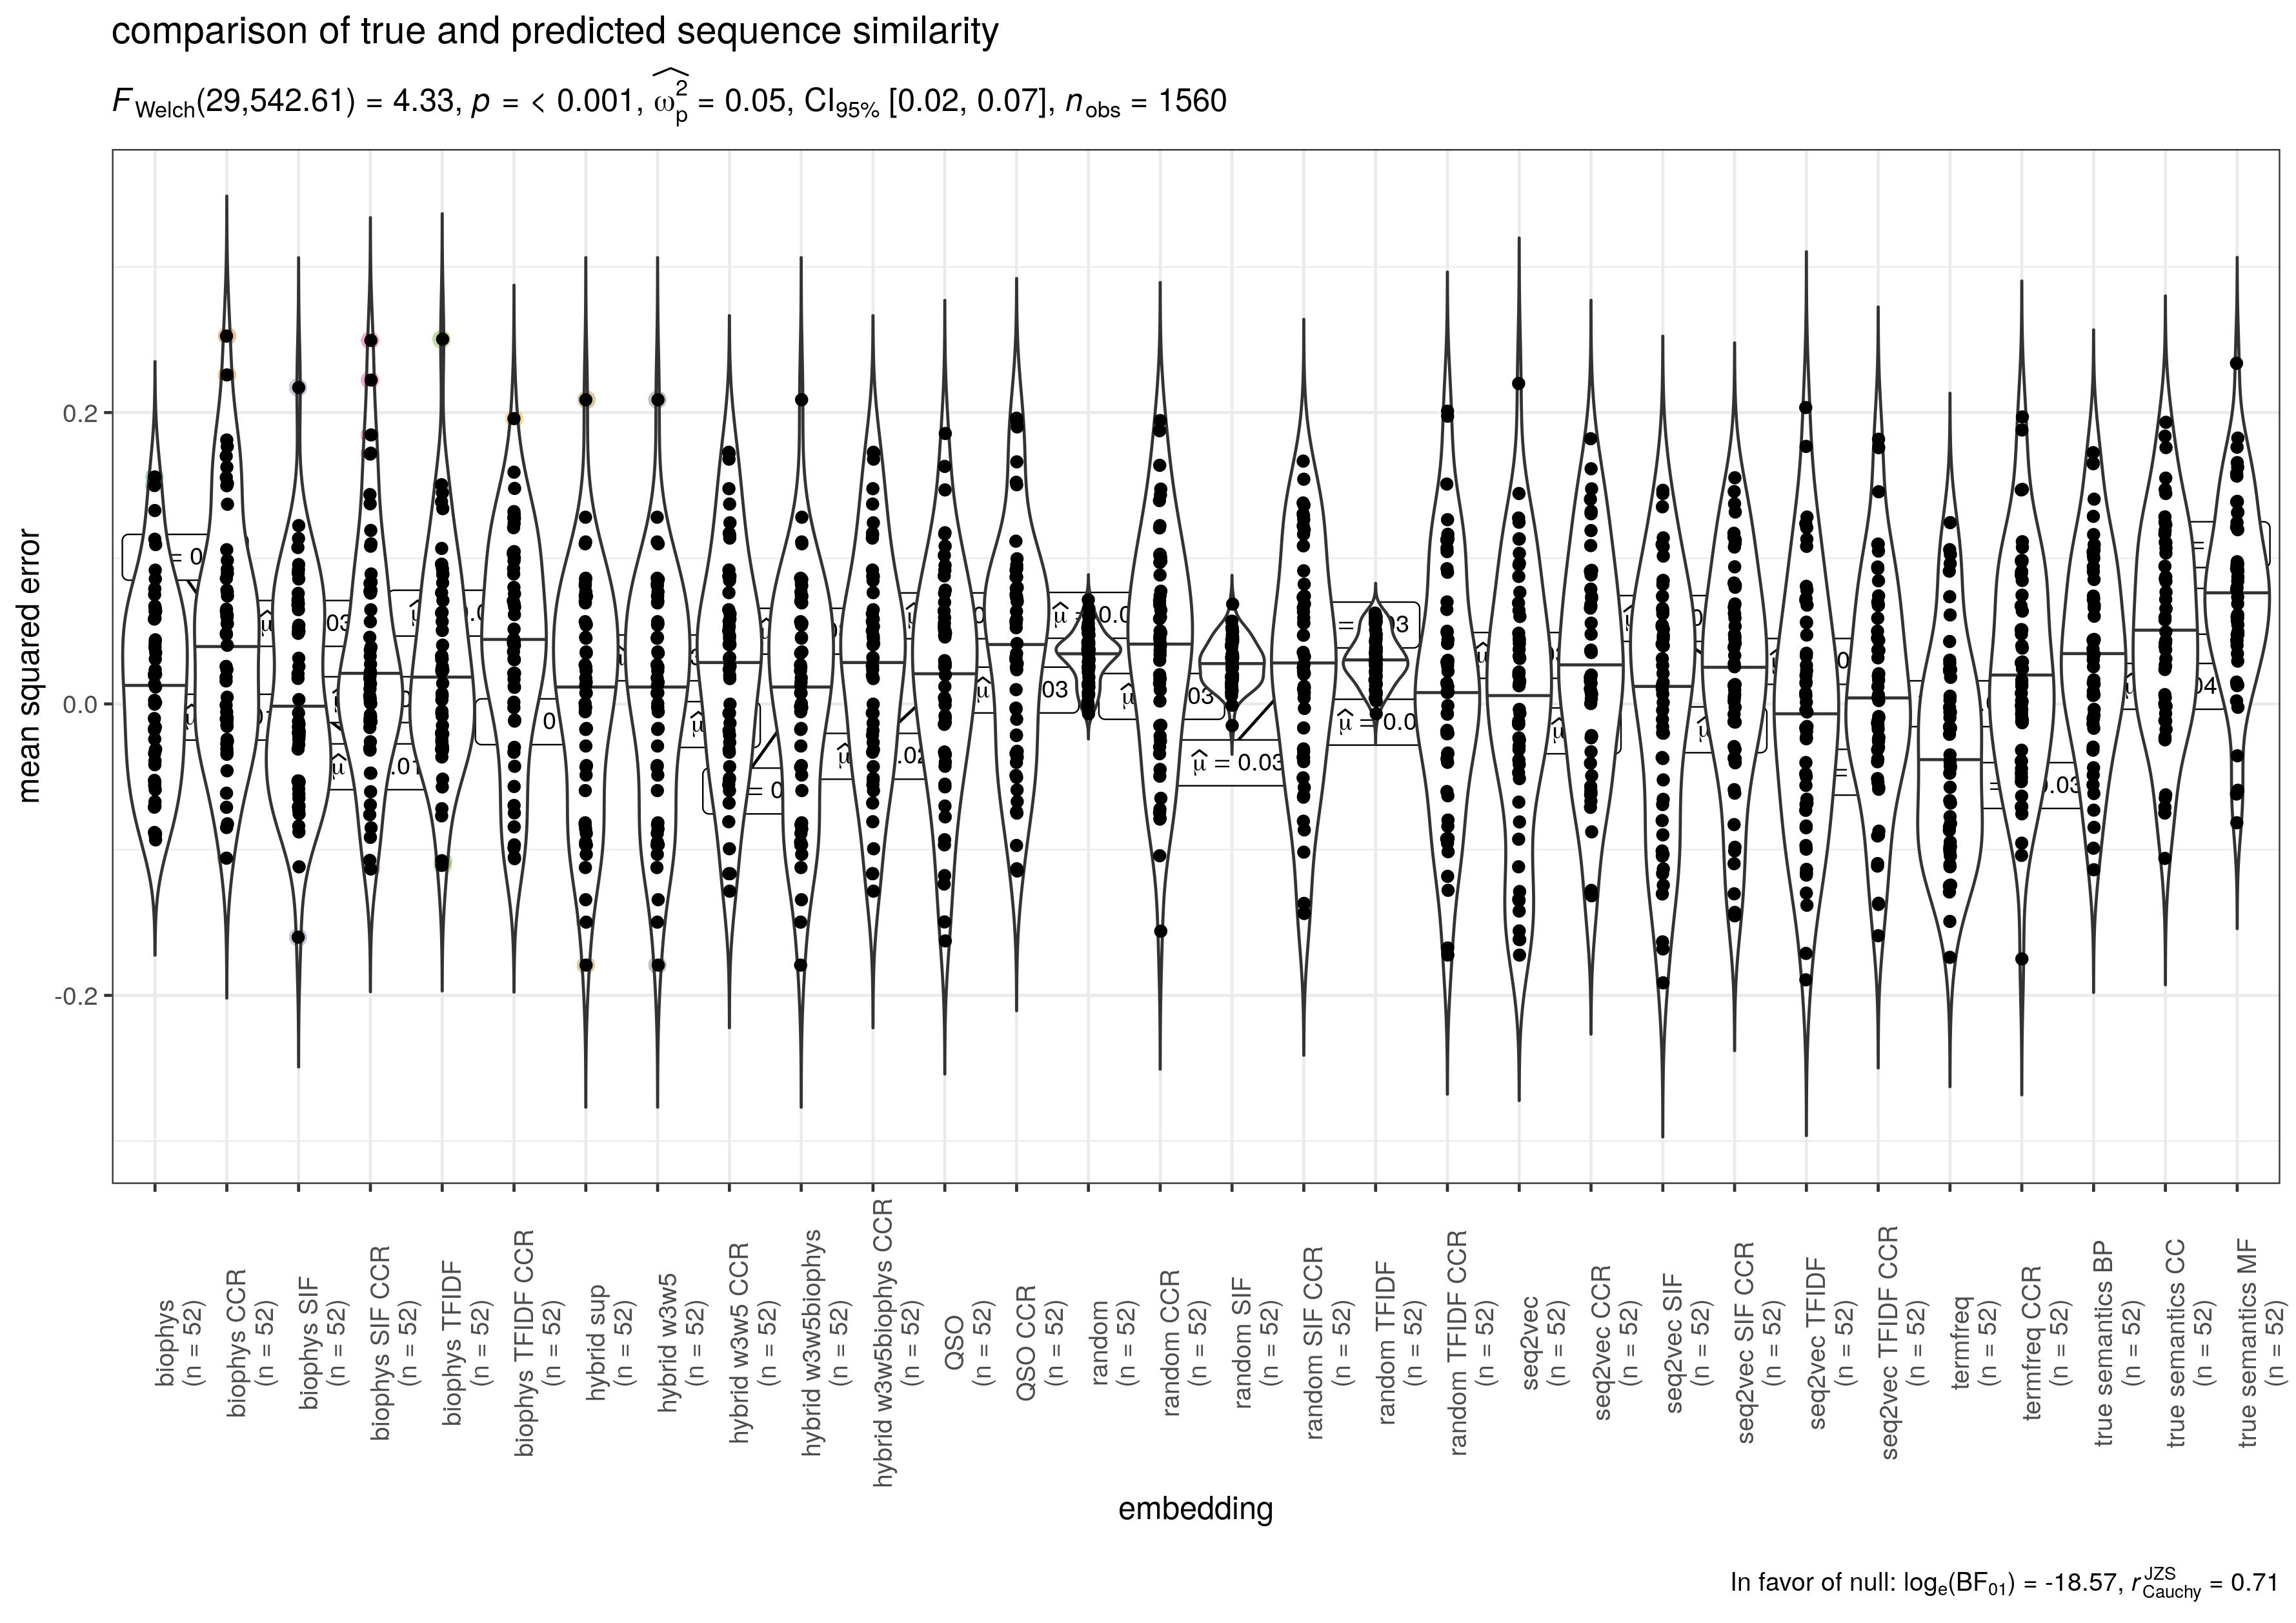 comparison of true and predicted sequence similarity
F Welch(29,542.61) = 4.33, p = < 0.001, ω̂²p = 0.05, CI95% [0.02, 0.07], nobs = 1560
mean squared error
0.2
0.0
-0.2
μ̂ = 0.03
biophys
(n = 52)
biophys CCR
(n = 52)
biophys SIF
(n = 52)
biophys SIF CCR
(n = 52)
biophys TFIDF
(n = 52)
biophys TFIDF CCR
(n = 52)
hybrid sup
(n = 52)
hybrid w3w5
(n = 52)
hybrid w3w5 CCR
(n = 52)
hybrid w3w5biophys
(n = 52)
hybrid w3w5biophys CCR
(n = 52)
QSO
(n = 52)
QSO CCR
(n = 52)
random
(n = 52)
random CCR
(n = 52)
random SIF
(n = 52)
random SIF CCR
(n = 52)
random TFIDF
(n = 52)
random TFIDF CCR
(n = 52)
seq2vec
(n = 52)
seq2vec CCR
(n = 52)
seq2vec SIF
(n = 52)
seq2vec SIF CCR
(n = 52)
seq2vec TFIDF
(n = 52)
seq2vec TFIDF CCR
(n = 52)
termfreq
(n = 52)
termfreq CCR
(n = 52)
true semantics BP
(n = 52)
true semantics CC
(n = 52)
true semantics MF
(n = 52)
embedding
In favor of null: loge(BF01) = -18.57, r JZS Cauchy = 0.71